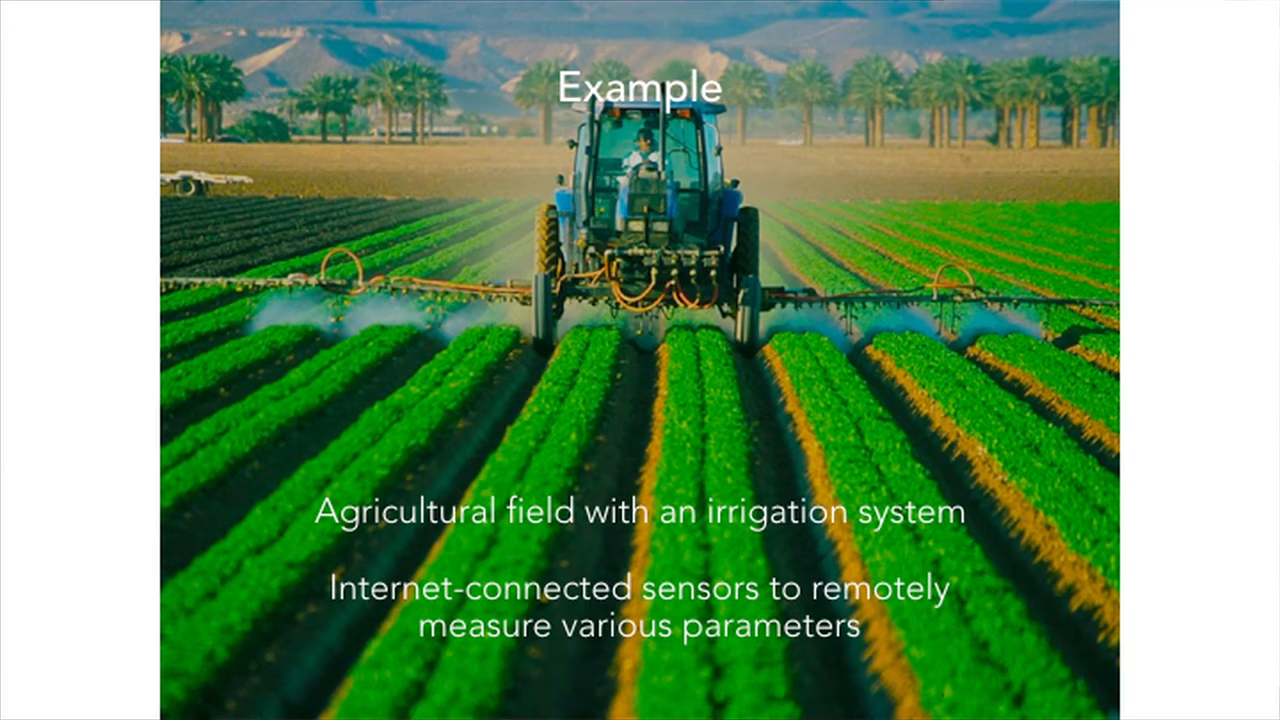 Example
Agricultural field with an irrigation system
Internet-connected sensors to remotely
measure various parameters